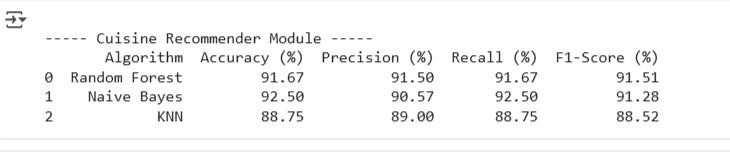 ----- Cuisine Recommender Module -----
Algorithm Accuracy (%) Precision (%) Recall (%) F1-Score (%)
0 Random Forest 91.67 91.50 91.67 91.51
1 Naive Bayes 92.50 90.57 92.50 91.28
2 KNN 88.75 89.00 88.75 88.52